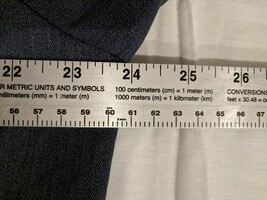 22 23 24 25 26
R METRIC UNITS AND SYMBOLS 100 centimeters (cm) = 1 meter (m) CONVERSIONS
millimeters (mm) = 1 meter (m) 1000 meters (m) = 1 kilometer (km) feet x 30.48 = c
56 57 58 59 60 61 62 63 64 65 66 67